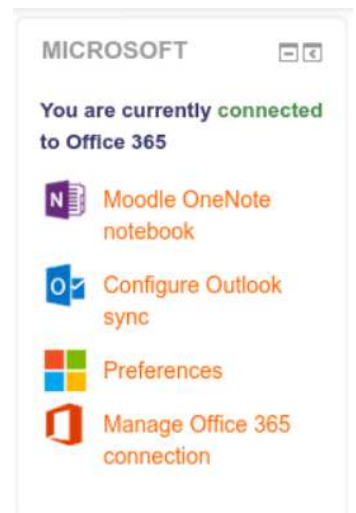 MICROSOFT
You are currently connected
to Office 365
N
Moodle OneNote
notebook
O
Configure Outlook
sync
Preferences
Manage Office 365
connection